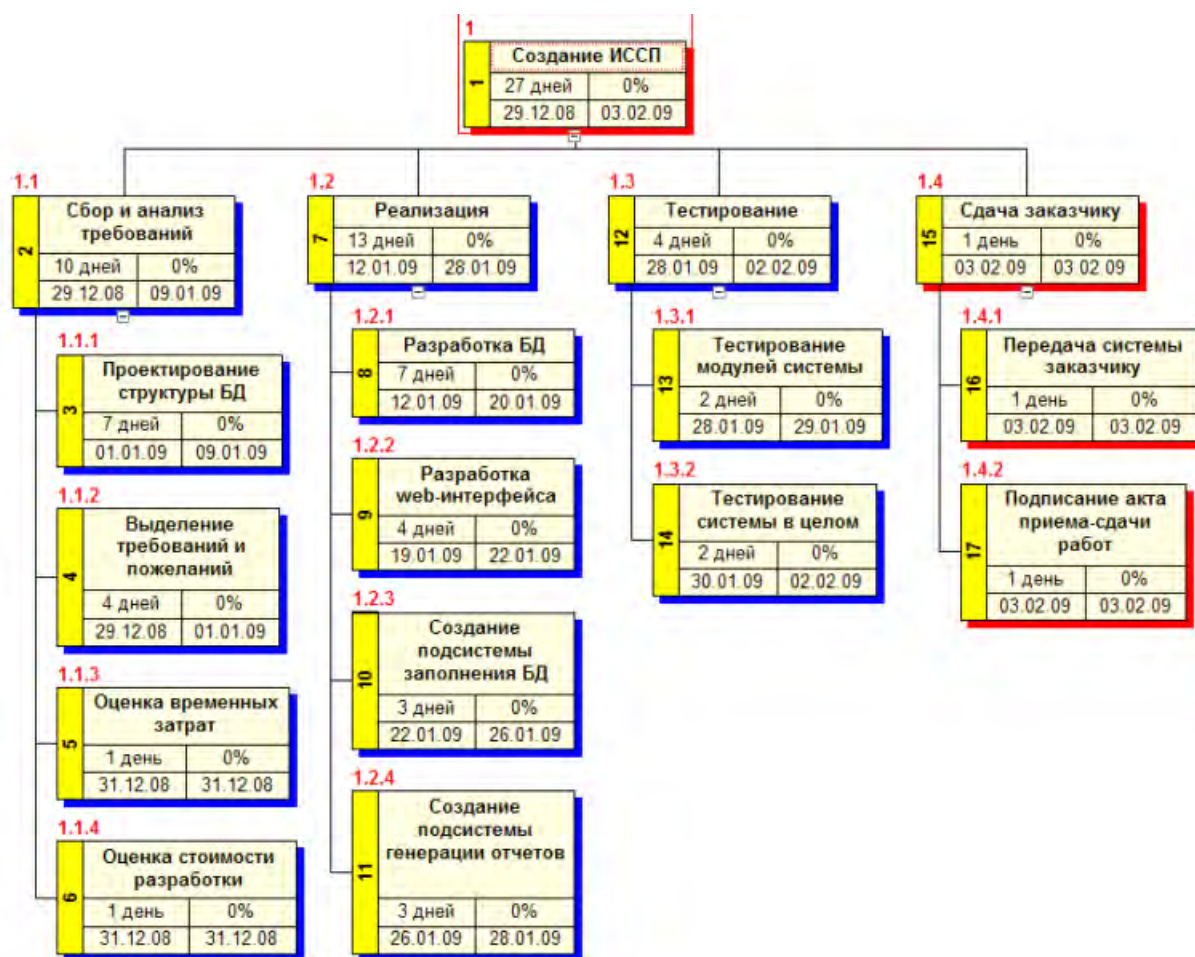 1
1
Создание ИССП
27 дней 0%
29.12.08 03.02.09
1.1
2
Сбор и анализ
требований
10 дней 0%
29.12.08 09.01.09
1.1.1
3
Проектирование
структуры БД
7 дней 0%
01.01.09 09.01.09
1.1.2
4
Выделение
требований и
пожеланий
4 дней 0%
29.12.08 01.01.09
1.1.3
5
Оценка временных
затрат
1 день 0%
31.12.08 31.12.08
1.1.4
6
Оценка стоимости
разработки
1 день 0%
31.12.08 31.12.08
1.2
7
Реализация
13 дней 0%
12.01.09 28.01.09
1.2.1
8
Разработка БД
7 дней 0%
12.01.09 20.01.09
1.2.2
9
Разработка
web-интерфейса
4 дней 0%
19.01.09 22.01.09
1.2.3
10
Создание
подсистемы
заполнения БД
3 дней 0%
22.01.09 26.01.09
1.2.4
11
Создание
подсистемы
генерации отчетов
3 дней 0%
26.01.09 28.01.09
1.3
12
Тестирование
4 дней 0%
28.01.09 02.02.09
1.3.1
13
Тестирование
модулей системы
2 дней 0%
28.01.09 29.01.09
1.3.2
14
Тестирование
системы в целом
2 дней 0%
30.01.09 02.02.09
1.4
15
Сдача заказчику
1 день 0%
03.02.09 03.02.09
1.4.1
16
Передача системы
заказчику
1 день 0%
03.02.09 03.02.09
1.4.2
17
Подписание акта
приема-сдачи
работ
1 день 0%
03.02.09 03.02.09